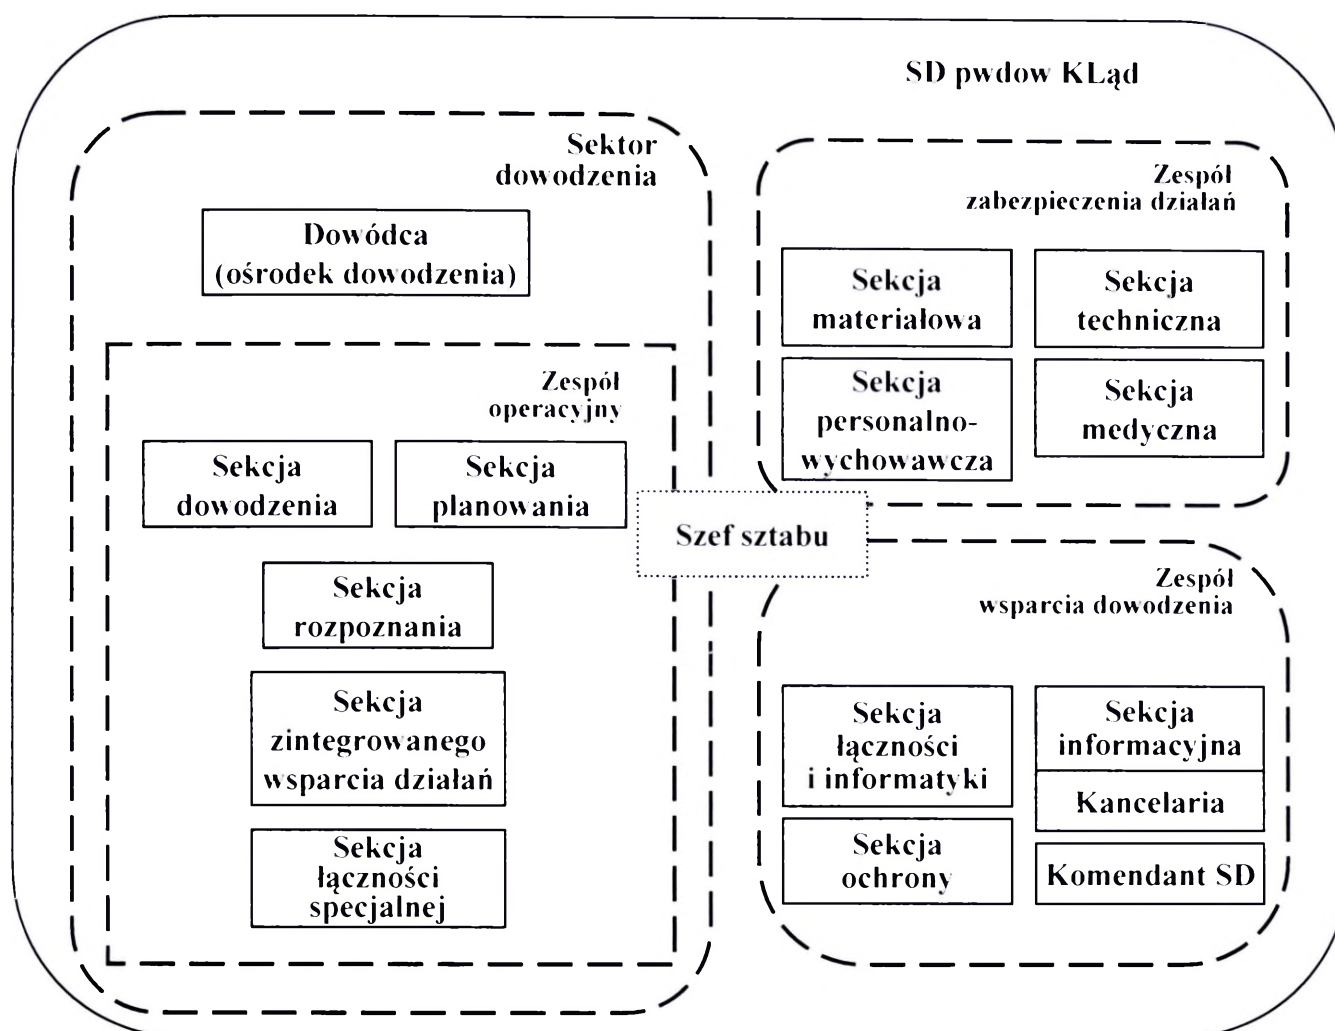 SD pwdow KLąd
Sektor
dowodzenia
Dowódca
(ośrodek dowodzenia)
Zespół
operacyjny
Sekcja
dowodzenia
Sekcja
planowania
Sekcja
rozpoznania
Sekcja
zintegrowanego
wsparcia działań
Sekcja
łączności
specjalnej
Szef sztabu
Zespół
zabezpieczenia działań
Sekcja
materiałowa
Sekcja
techniczna
Sekcja
personalno-
wychowawcza
Sekcja
medyczna
Zespół
wsparcia dowodzenia
Sekcja
łączności
i informatyki
Sekcja
informacyjna
Kancelaria
Sekcja
ochrony
Komendant SD